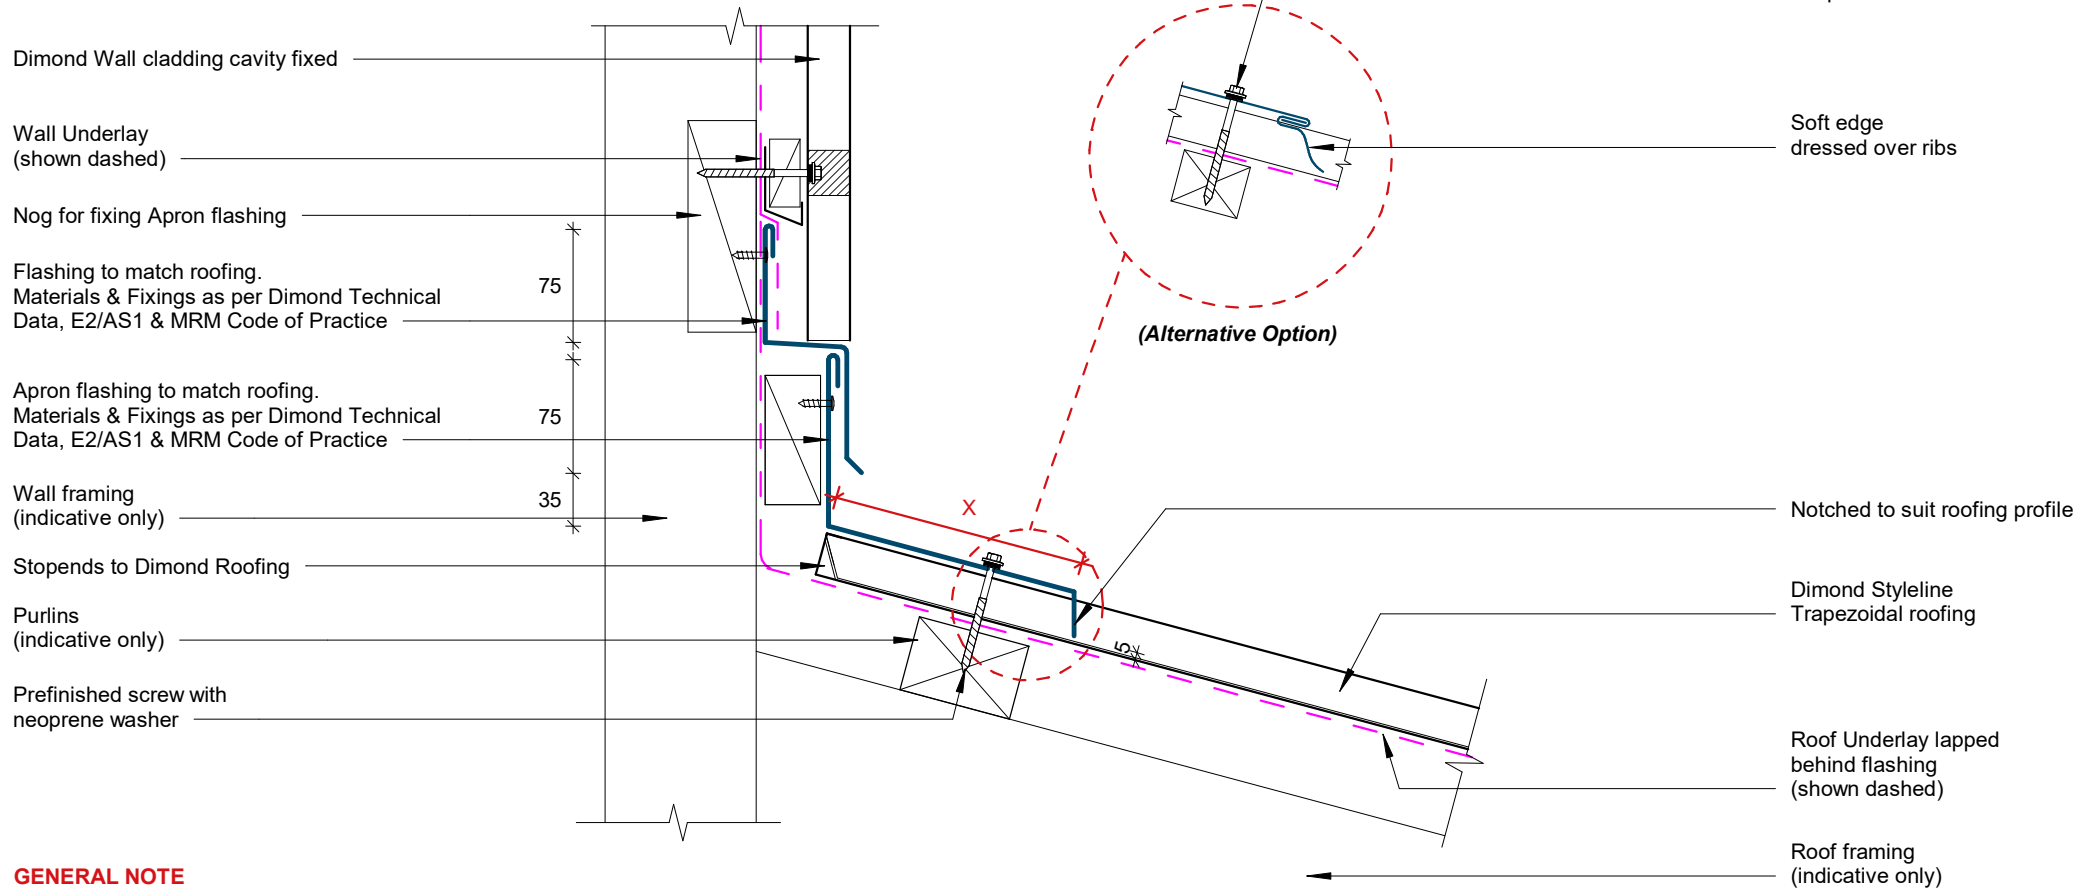 Dimond Wall cladding cavity fixed
Wall Underlay
(shown dashed)
Nog for fixing Apron flashing
Flashing to match roofing.
Materials & Fixings as per Dimond Technical
Data, E2/AS1 & MRM Code of Practice
75
Apron flashing to match roofing.
Materials & Fixings as per Dimond Technical
Data, E2/AS1 & MRM Code of Practice
75
Wall framing
(indicative only)
35
Stopends to Dimond Roofing
Purlins
(indicative only)
Prefinished screw with
neoprene washer
GENERAL NOTE
(Alternative Option)
X
5
Soft edge
dressed over ribs
Notched to suit roofing profile
Dimond Styleline
Trapezoidal roofing
Roof Underlay lapped
behind flashing
(shown dashed)
Roof framing
(indicative only)